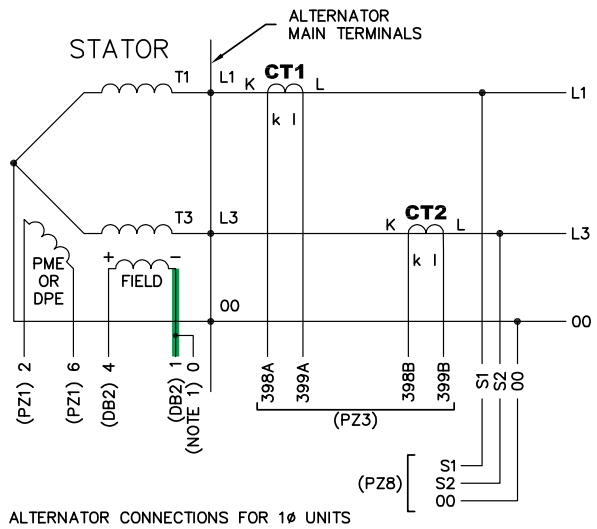 ALTERNATOR
MAIN TERMINALS
STATOR
T1
L1
K
CT1
L
k
l
L1
T3
L3
K
CT2
L
k
l
L3
PME
OR
DPE
+
FIELD
−
00
00
(PZ1) 2
(PZ1) 6
(DB2) 4
(DB2) 1
(NOTE 1) 0
398A
399A
398B
399B
S1
S2
00
(PZ3)
(PZ8)
S1
S2
00
ALTERNATOR CONNECTIONS FOR 1ø UNITS